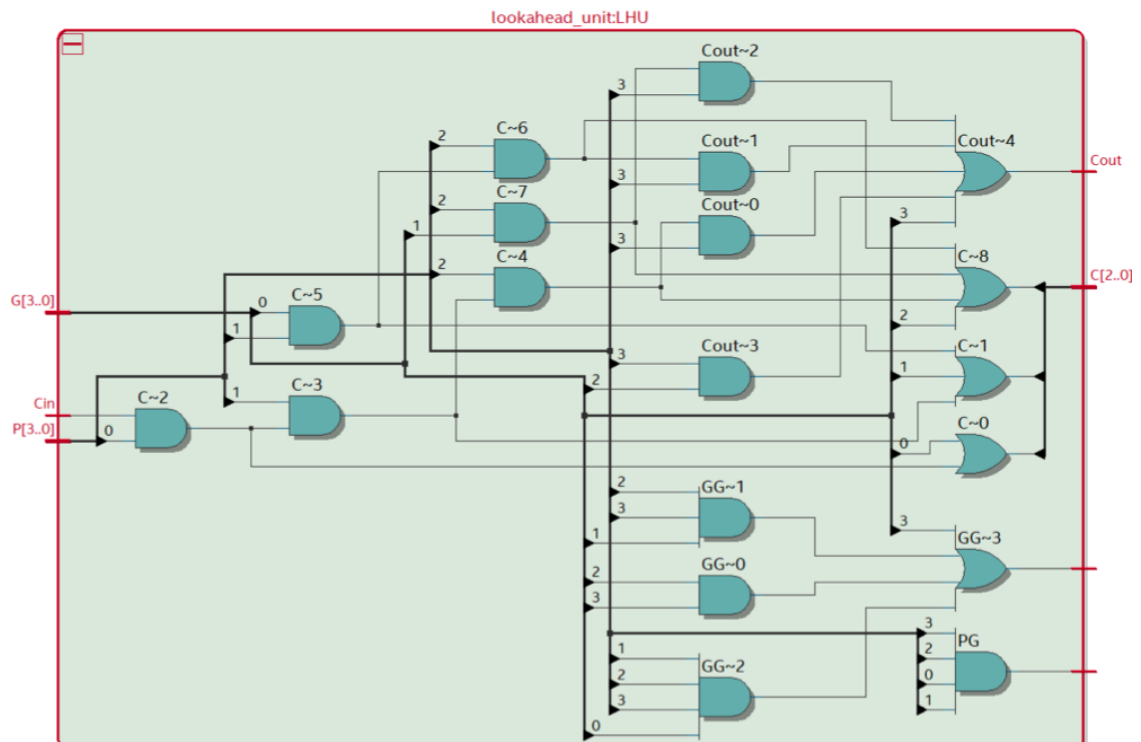 lookahead_unit:LHU
Cout~2
3
C~6
2
Cout~1
Cout~4
Cout
3
C~7
2
Cout~0
1
3
3
C~4
2
C~8
C[2..0]
G[3..0]
0
C~5
1
2
Cout~3
C~1
3
1
2
C~3
1
Cin
C~2
P[3..0]
0
C~0
0
GG~1
2
3
3
1
GG~0
GG~3
2
3
3
PG
2
1
GG~2
2
0
3
1
0